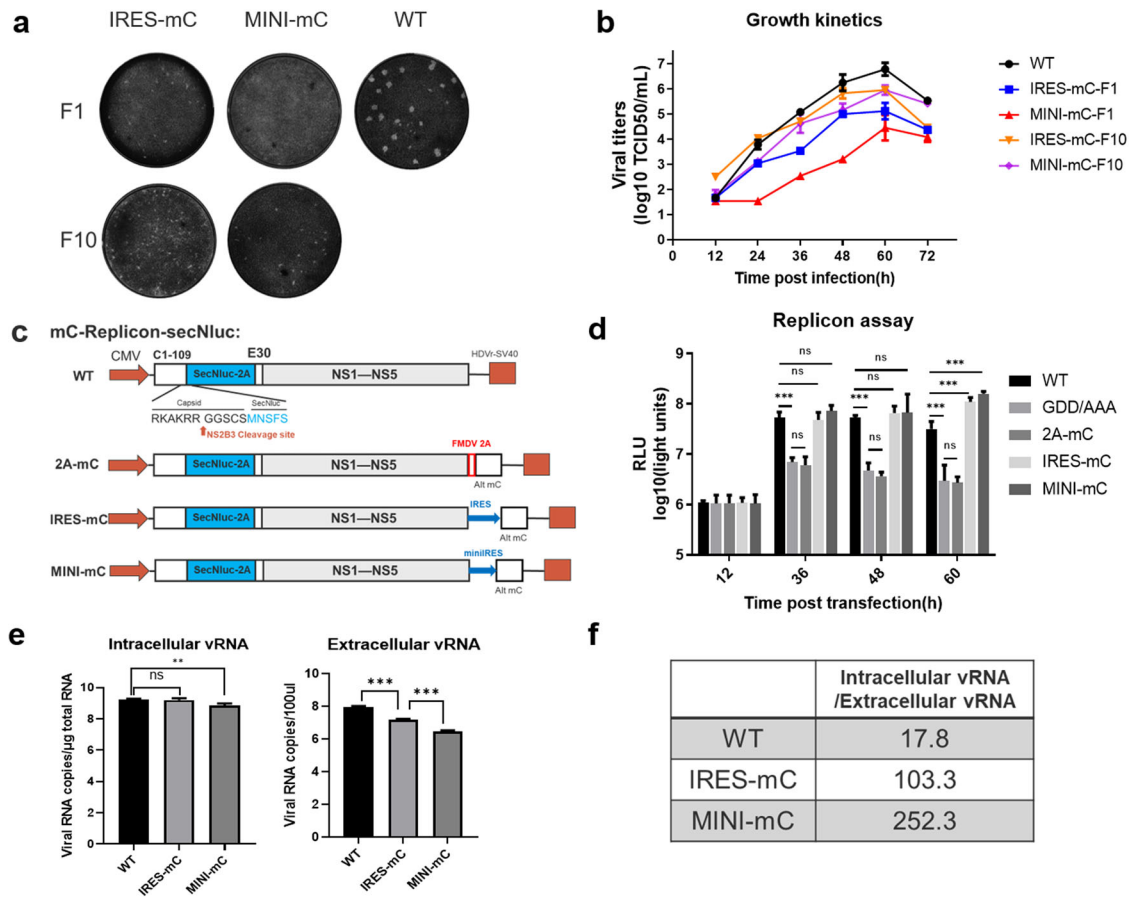 a
IRES-mC MINI-mC WT
F1
F10
b
Growth kinetics
Viral titers
(log10 TCID50/mL)
8
7
6
5
4
3
2
1
0
0 12 24 36 48 60 72
Time post infection(h)
WT
IRES-mC-F1
MINI-mC-F1
IRES-mC-F10
MINI-mC-F10
c
mC-Replicon-secNluc:
CMV C1-109 E30 HDVr-SV40
WT SecNluc-2A NS1—NS5
Capsid SecNluc
RKAKRR GGSCSMNSFS
NS2B3 Cleavage site
FMDV 2A
2A-mC SecNluc-2A NS1—NS5
Alt mC
IRES
IRES-mC SecNluc-2A NS1—NS5
Alt mC
miniIRES
MINI-mC SecNluc-2A NS1—NS5
Alt mC
d
Replicon assay
RLU
log10(light units)
9
8
7
6
5
ns
ns
***
ns
ns
ns
***
ns
***
***
***
ns
12 36 48 60
Time post transfection(h)
WT
GDD/AAA
2A-mC
IRES-mC
MINI-mC
e
Intracellular vRNA
Viral RNA copies/μg total RNA
10
8
6
4
2
0
**
ns
WT IRES-mC MINI-mC
Extracellular vRNA
Viral RNA copies/100ul
10
8
6
4
2
0
*** ***
WT IRES-mC MINI-mC
f
Intracellular vRNA
/Extracellular vRNA
WT 17.8
IRES-mC 103.3
MINI-mC 252.3